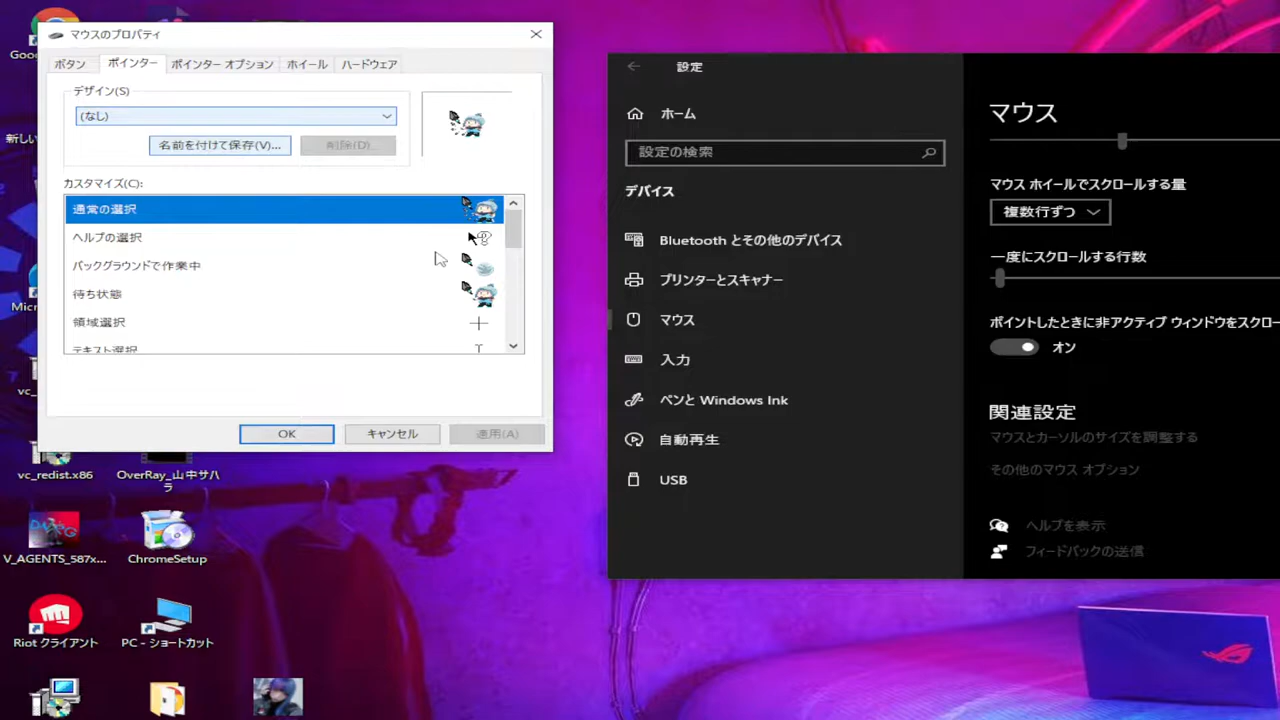 マウスのプロパティ
ボタン
ポインター
ポインター オプション
ホイール
ハードウェア
デザイン(S)
(なし)
名前を付けて保存(V)...
削除(D)
カスタマイズ(C):
通常の選択
ヘルプの選択
バックグラウンドで作業中
待ち状態
領域選択
テキスト選択
OK
キャンセル
適用(A)
設定
ホーム
設定の検索
デバイス
Bluetooth とその他のデバイス
プリンターとスキャナー
マウス
入力
ペンと Windows Ink
自動再生
USB
マウス
マウス ホイールでスクロールする量
複数行ずつ
一度にスクロールする行数
ポイントしたときに非アクティブ ウィンドウをスクロー
オン
関連設定
マウスとカーソルのサイズを調整する
その他のマウス オプション
ヘルプを表示
フィードバックの送信
Goo
新しい
Micr
vc_
vc_redist.x86
OverRay_山中サハ
ラ
V_AGENTS_587x...
ChromeSetup
Riot クライアント
PC - ショートカット